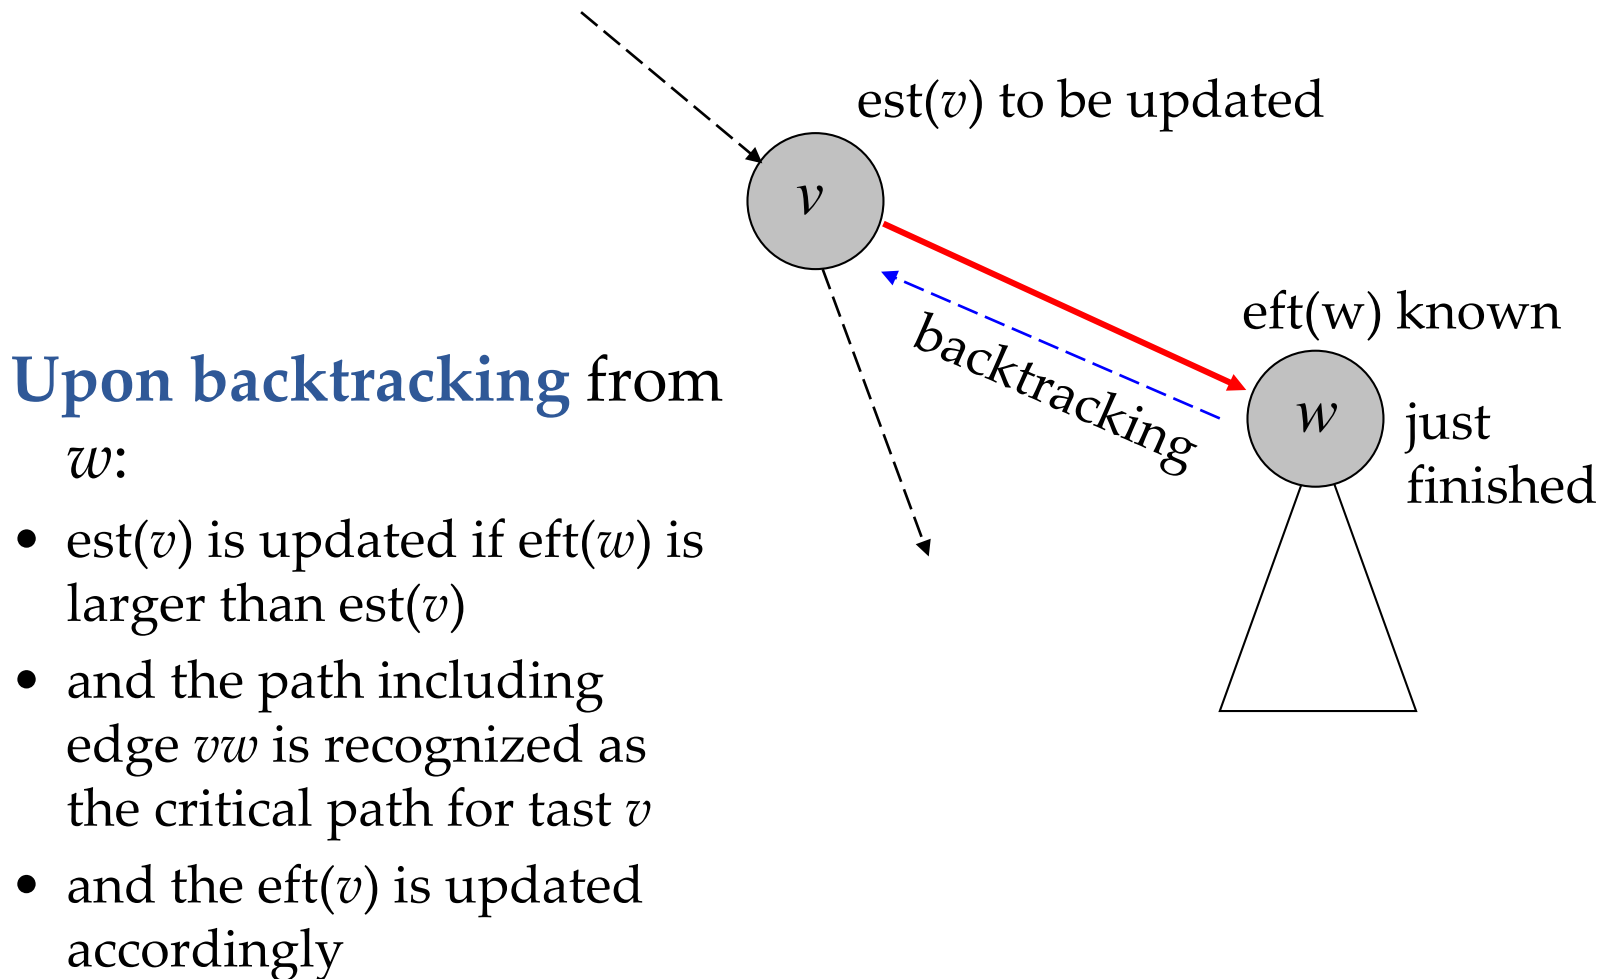 est(v) to be updated
v
eft(w) known
backtracking
w
just
finished
Upon backtracking from
w:
• est(v) is updated if eft(w) is
larger than est(v)
• and the path including
edge vw is recognized as
the critical path for tast v
• and the eft(v) is updated
accordingly